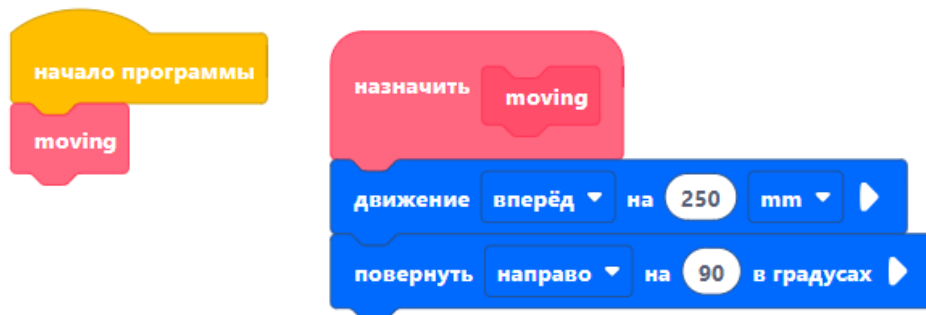 начало программы
moving
назначить moving
движение вперёд на 250 mm
повернуть направо на 90 в градусах